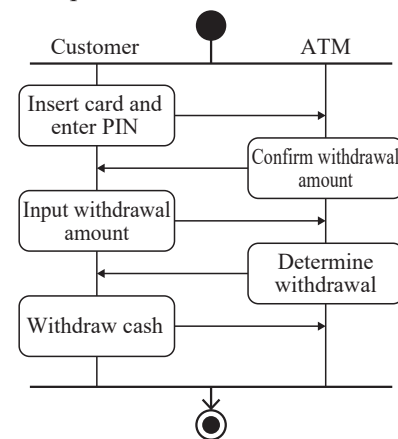 Customer
ATM
Insert card and
enter PIN
Confirm withdrawal
amount
Input withdrawal
amount
Determine
withdrawal
Withdraw cash